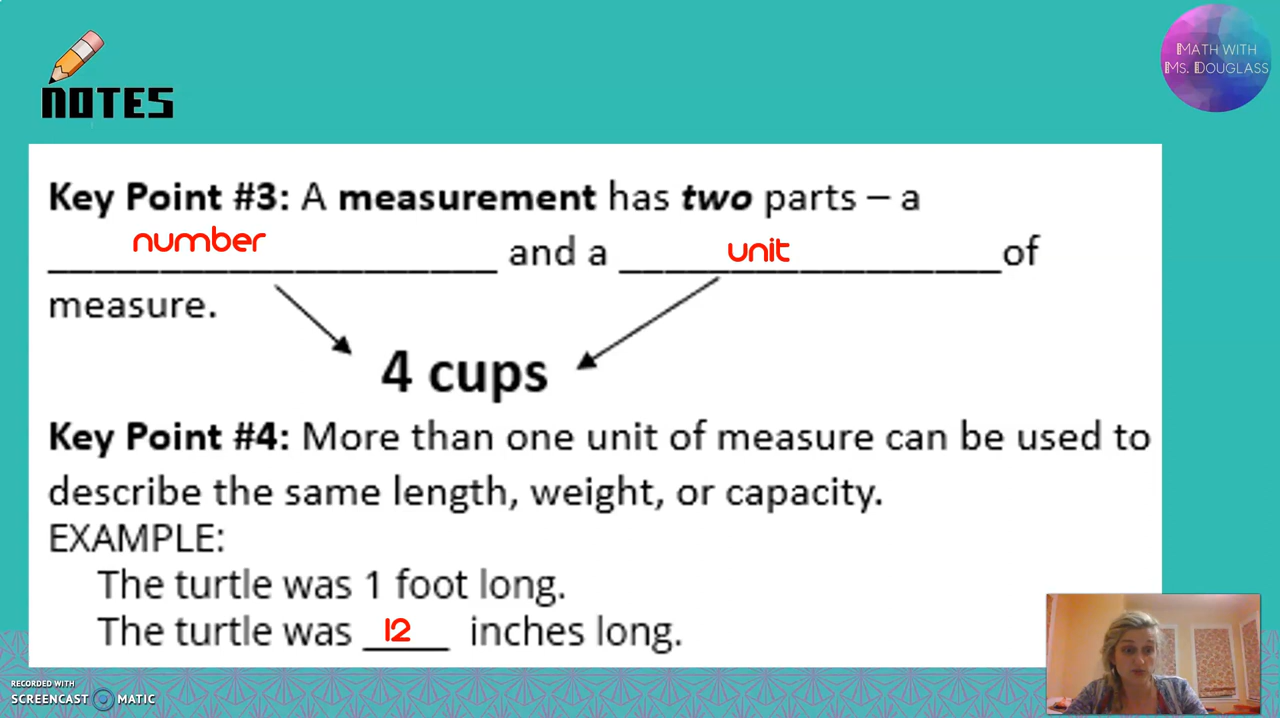 NOTES
MATH WITH
MS. DOUGLASS
Key Point #3: A measurement has two parts – a
number and a unit of
measure.
4 cups
Key Point #4: More than one unit of measure can be used to
describe the same length, weight, or capacity.
EXAMPLE:
The turtle was 1 foot long.
The turtle was 12 inches long.
RECORDED WITH
SCREENCAST MATIC